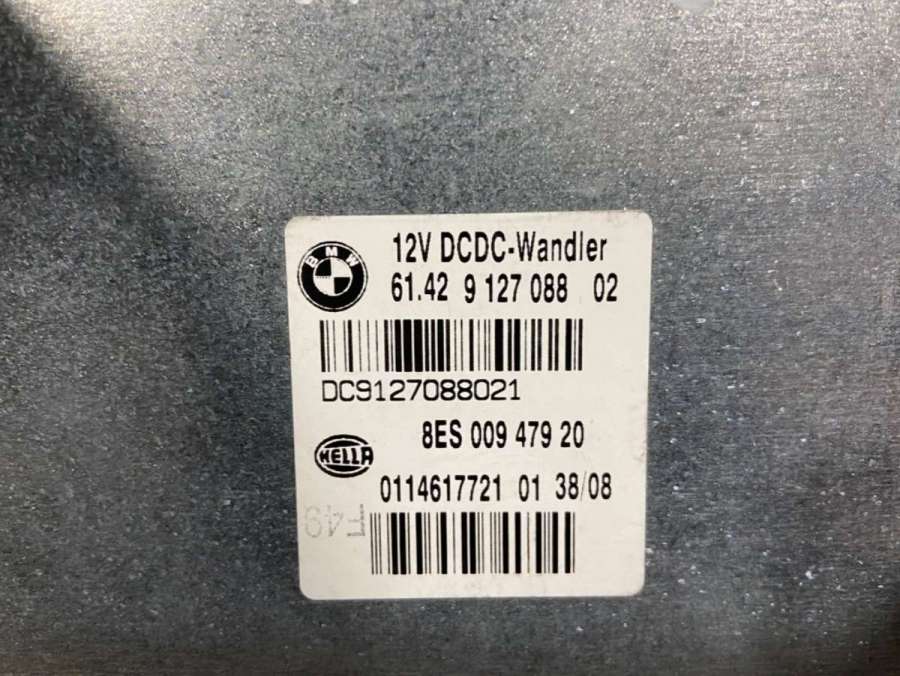 BMW
12V DCDC-Wandler
61.42 9 127 088 02
DC9127088021
8ES 009 479 20
HELLA
0114617721 01 38/08
F49